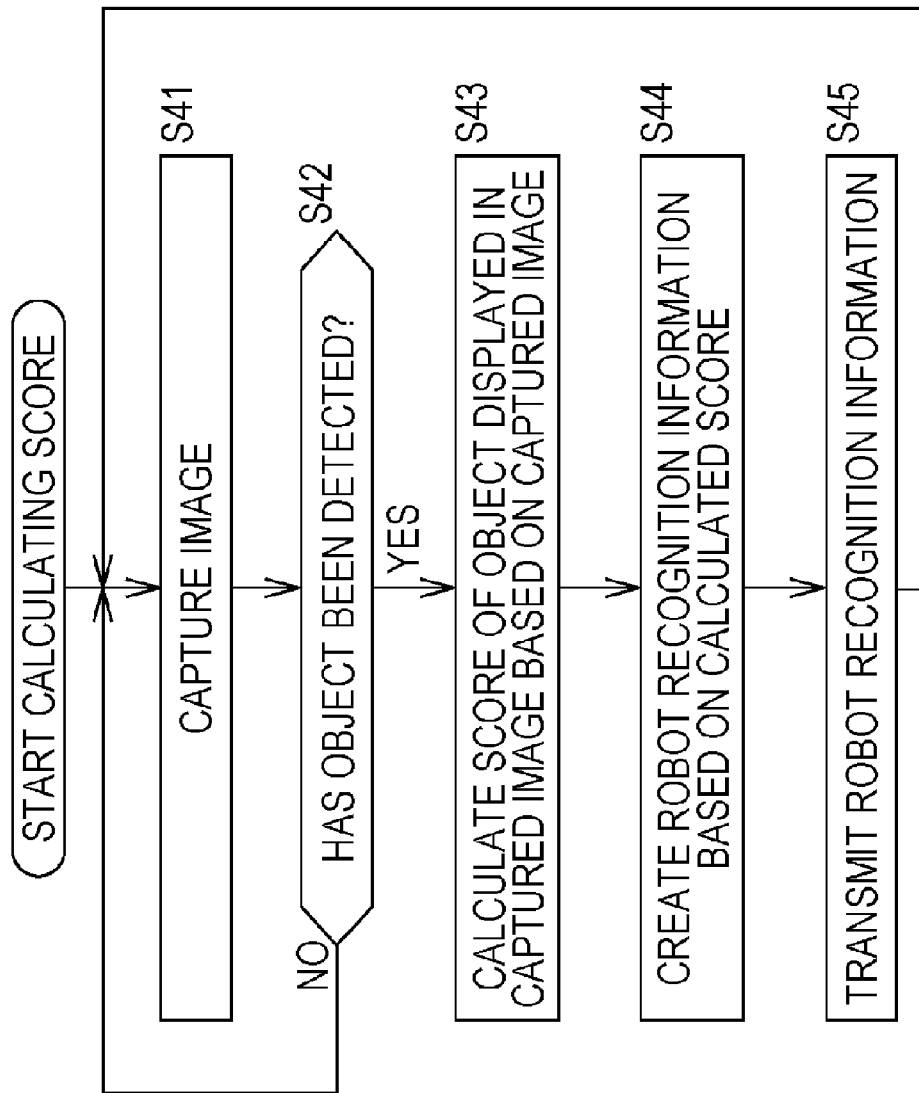 START CALCULATING SCORE
S41
CAPTURE IMAGE
S42
HAS OBJECT BEEN DETECTED?
NO
YES
S43
CALCULATE SCORE OF OBJECT DISPLAYED IN
CAPTURED IMAGE BASED ON CAPTURED IMAGE
S44
CREATE ROBOT RECOGNITION INFORMATION
BASED ON CALCULATED SCORE
S45
TRANSMIT ROBOT RECOGNITION INFORMATION